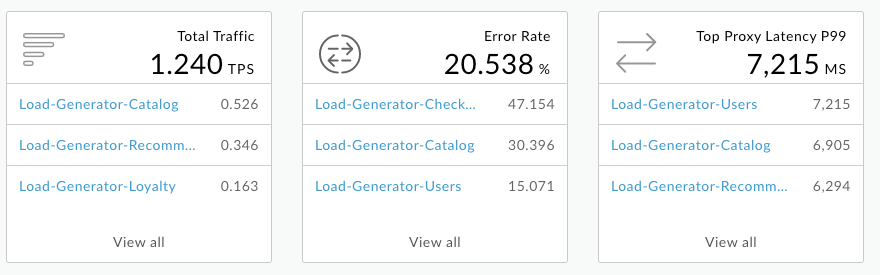 Total Traffic
1.240 TPS
Load-Generator-Catalog 0.526
Load-Generator-Recomm... 0.346
Load-Generator-Loyalty 0.163
View all
Error Rate
20.538 %
Load-Generator-Check... 47.154
Load-Generator-Catalog 30.396
Load-Generator-Users 15.071
View all
Top Proxy Latency P99
7,215 MS
Load-Generator-Users 7,215
Load-Generator-Catalog 6,905
Load-Generator-Recomm... 6,294
View all